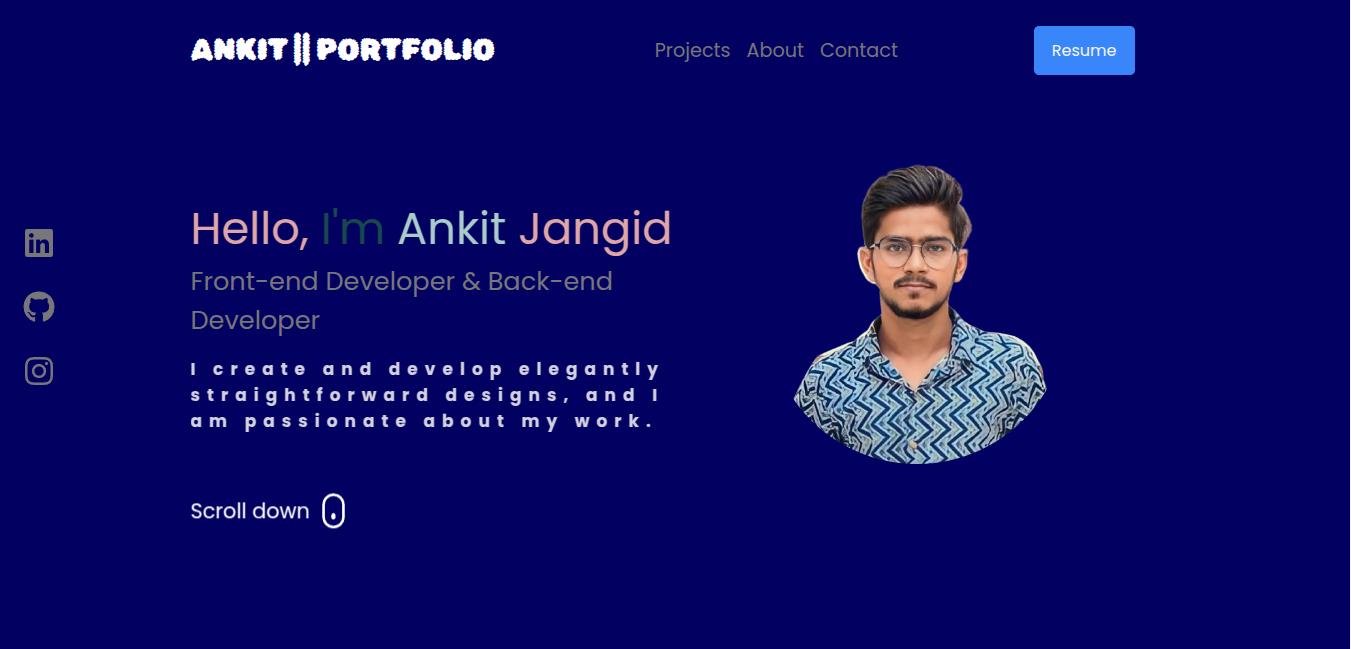 ANKIT || PORTFOLIO
Projects About Contact
Resume
Hello, I'm Ankit Jangid
Front-end Developer & Back-end
Developer
I create and develop elegantly
straightforward designs, and I
am passionate about my work.
Scroll down